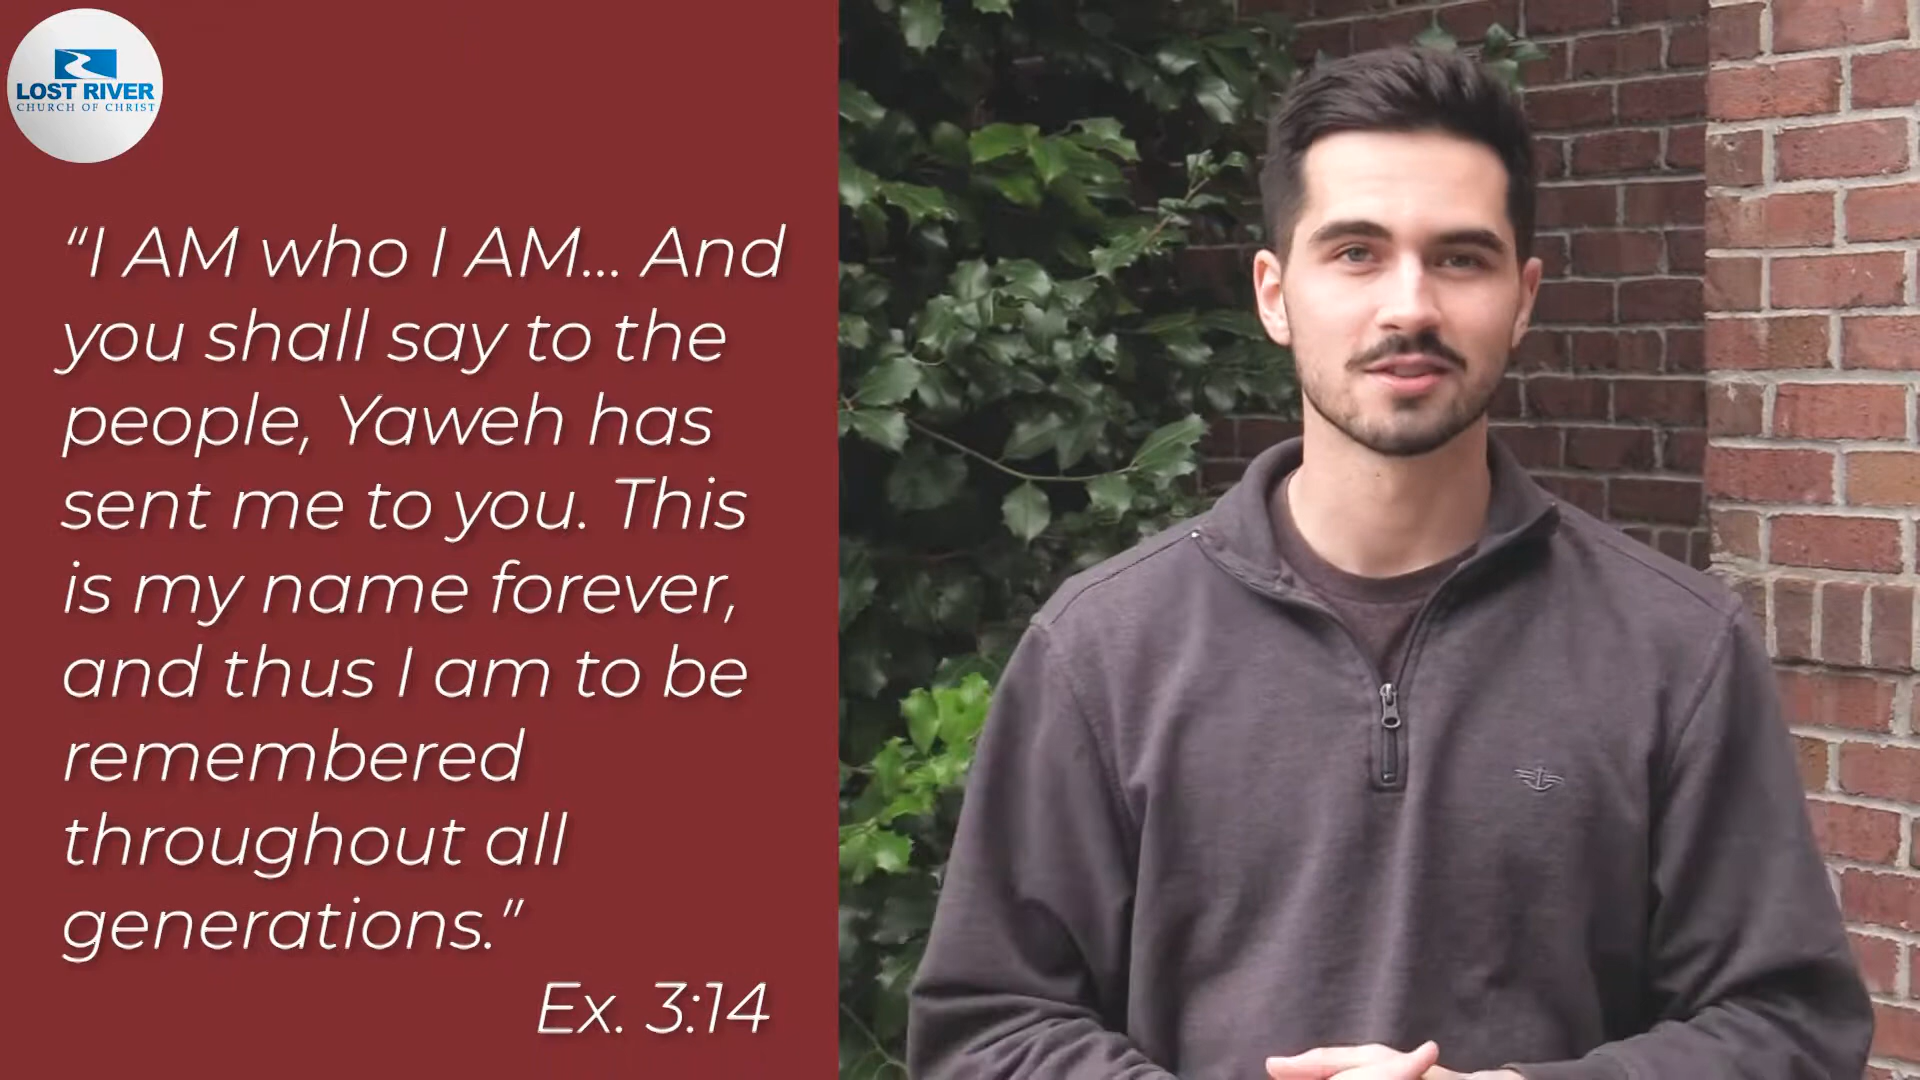 LOST RIVER
CHURCH OF CHRIST
“I AM who I AM... And
you shall say to the
people, Yaweh has
sent me to you. This
is my name forever,
and thus I am to be
remembered
throughout all
generations.”
Ex. 3:14